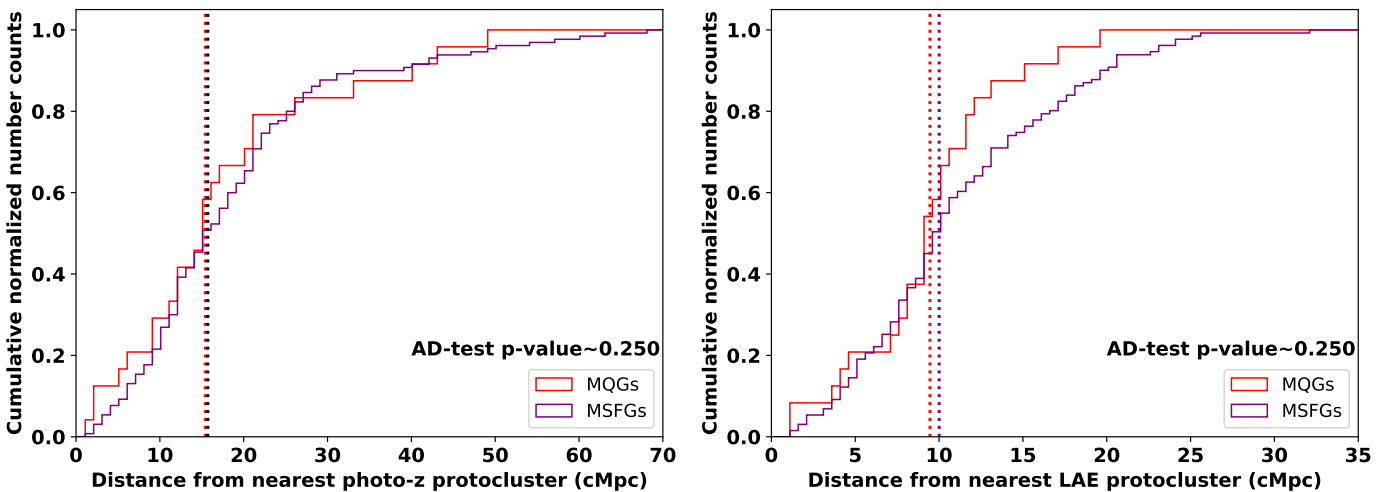 Cumulative normalized number counts
1.0
0.8
0.6
0.4
0.2
0.0
AD-test p-value~0.250
MQGs
MSFGs
0 10 20 30 40 50 60 70
Distance from nearest photo-z protocluster (cMpc)
Cumulative normalized number counts
1.0
0.8
0.6
0.4
0.2
0.0
AD-test p-value~0.250
MQGs
MSFGs
0 5 10 15 20 25 30 35
Distance from nearest LAE protocluster (cMpc)